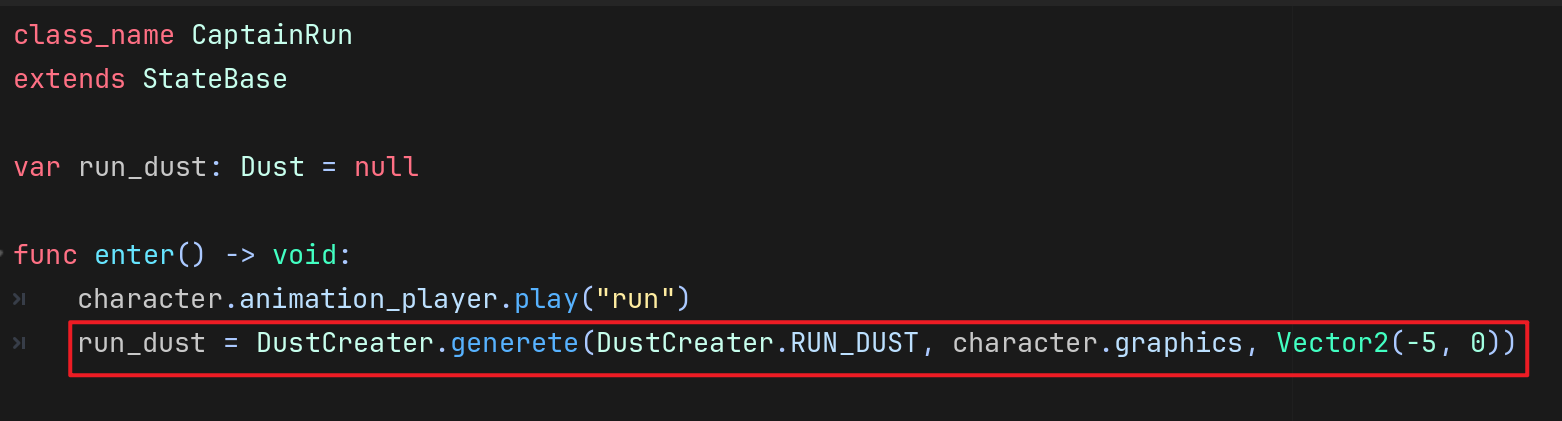 class_name CaptainRun
extends StateBase
var run_dust: Dust = null
func enter() -> void:
character.animation_player.play("run")
run_dust = DustCreater.generete(DustCreater.RUN_DUST, character.graphics, Vector2(-5, 0))